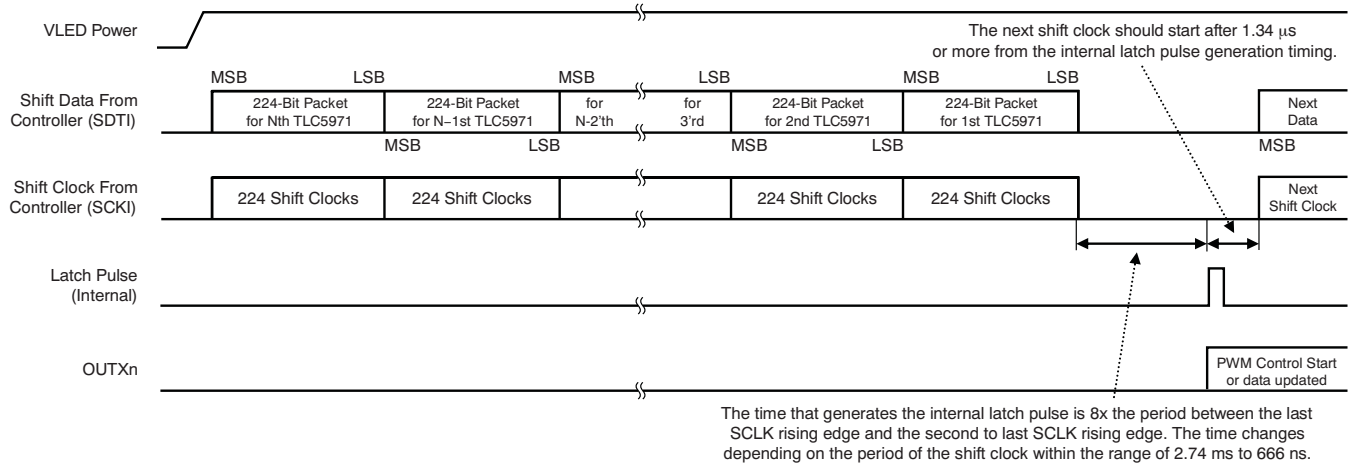 VLED Power
The next shift clock should start after 1.34 μs
or more from the internal latch pulse generation timing.
MSB LSB MSB LSB MSB LSB
Shift Data From
Controller (SDTI)
224-Bit Packet
for Nth TLC5971
224-Bit Packet
for N–1st TLC5971
for
N-2'th
for
3'rd
224-Bit Packet
for 2nd TLC5971
224-Bit Packet
for 1st TLC5971
Next
Data
MSB LSB MSB LSB MSB
Shift Clock From
Controller (SCKI)
224 Shift Clocks
224 Shift Clocks
224 Shift Clocks
224 Shift Clocks
Next
Shift Clock
Latch Pulse
(Internal)
OUTXn
PWM Control Start
or data updated
The time that generates the internal latch pulse is 8x the period between the last
SCLK rising edge and the second to last SCLK rising edge. The time changes
depending on the period of the shift clock within the range of 2.74 ms to 666 ns.